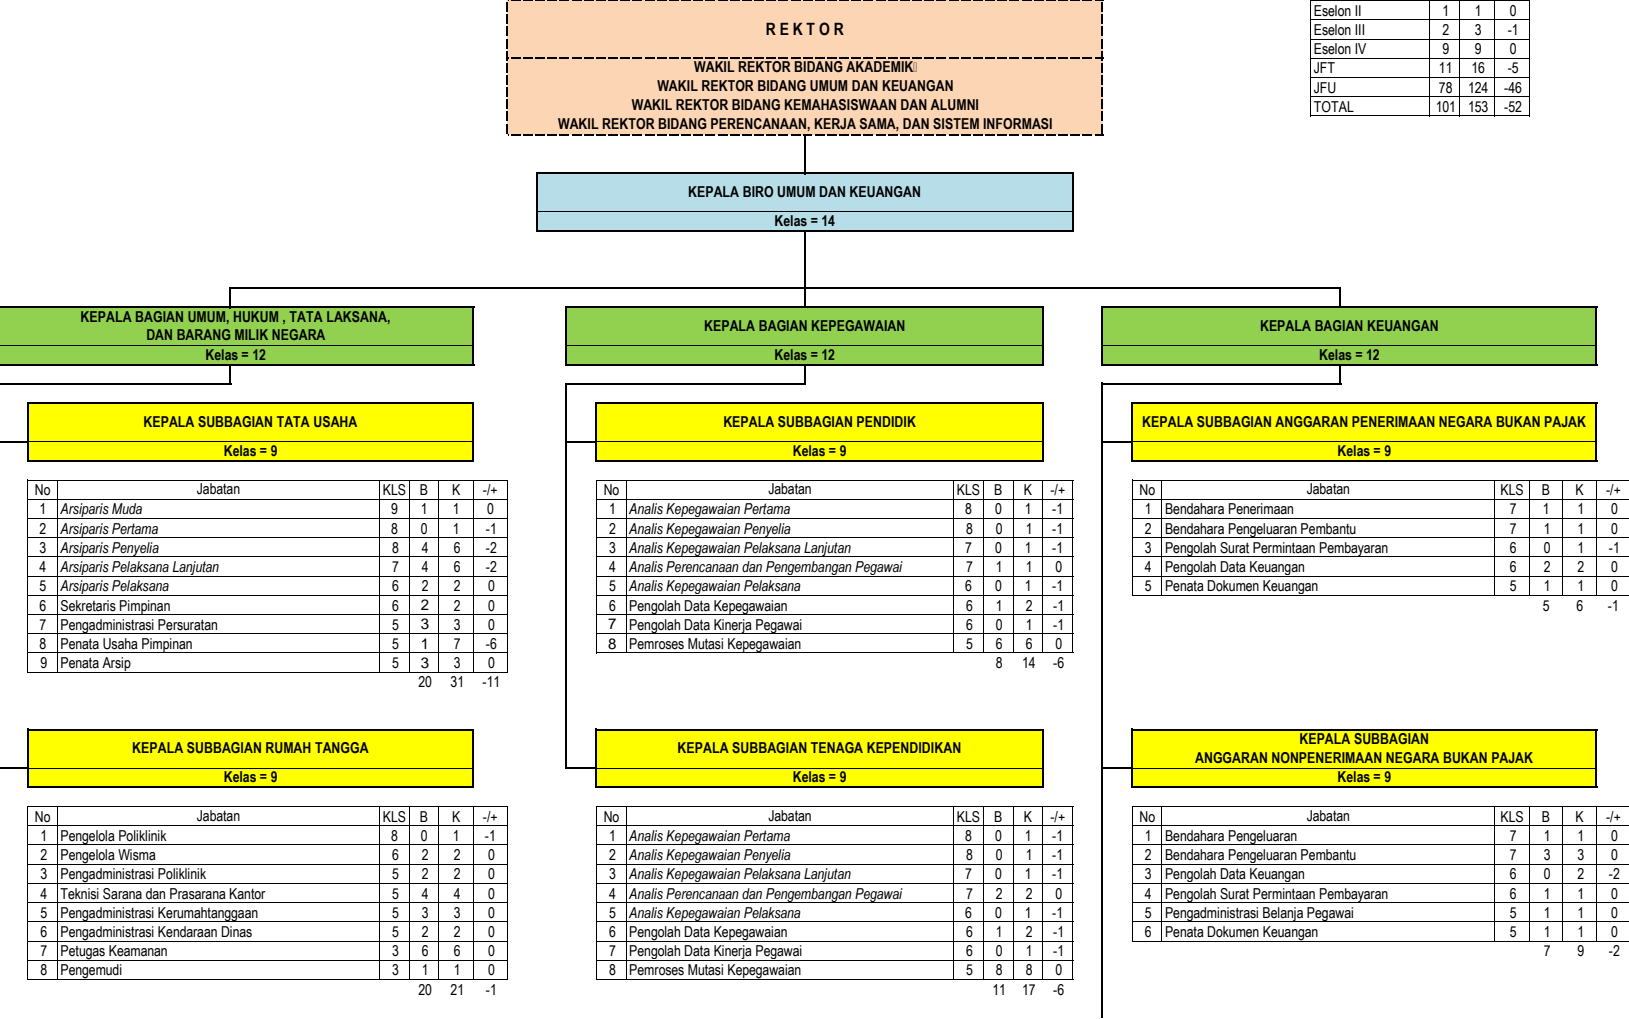 R E K T O R
WAKIL REKTOR BIDANG AKADEMIK
WAKIL REKTOR BIDANG UMUM DAN KEUANGAN
WAKIL REKTOR BIDANG KEMAHASISWAAN DAN ALUMNI
WAKIL REKTOR BIDANG PERENCANAAN, KERJA SAMA, DAN SISTEM INFORMASI
Eselon II 1 1 0
Eselon III 2 3 -1
Eselon IV 9 9 0
JFT 11 16 -5
JFU 78 124 -46
TOTAL 101 153 -52
KEPALA BIRO UMUM DAN KEUANGAN
Kelas = 14
KEPALA BAGIAN UMUM, HUKUM , TATA LAKSANA,
DAN BARANG MILIK NEGARA
Kelas = 12
KEPALA BAGIAN KEPEGAWAIAN
Kelas = 12
KEPALA BAGIAN KEUANGAN
Kelas = 12
KEPALA SUBBAGIAN TATA USAHA
Kelas = 9
No Jabatan KLS B K -/+
1 Arsiparis Muda 9 1 1 0
2 Arsiparis Pertama 8 0 1 -1
3 Arsiparis Penyelia 8 4 6 -2
4 Arsiparis Pelaksana Lanjutan 7 4 6 -2
5 Arsiparis Pelaksana 6 2 2 0
6 Sekretaris Pimpinan 6 2 2 0
7 Pengadministrasi Persuratan 5 3 3 0
8 Penata Usaha Pimpinan 5 1 7 -6
9 Penata Arsip 5 3 3 0
20 31 -11
KEPALA SUBBAGIAN PENDIDIK
Kelas = 9
No Jabatan KLS B K -/+
1 Analis Kepegawaian Pertama 8 0 1 -1
2 Analis Kepegawaian Penyelia 8 0 1 -1
3 Analis Kepegawaian Pelaksana Lanjutan 7 0 1 -1
4 Analis Perencanaan dan Pengembangan Pegawai 7 1 1 0
5 Analis Kepegawaian Pelaksana 6 0 1 -1
6 Pengolah Data Kepegawaian 6 1 2 -1
7 Pengolah Data Kinerja Pegawai 6 0 1 -1
8 Pemroses Mutasi Kepegawaian 5 6 6 0
8 14 -6
KEPALA SUBBAGIAN ANGGARAN PENERIMAAN NEGARA BUKAN PAJAK
Kelas = 9
No Jabatan KLS B K -/+
1 Bendahara Penerimaan 7 1 1 0
2 Bendahara Pengeluaran Pembantu 7 1 1 0
3 Pengolah Surat Permintaan Pembayaran 6 0 1 -1
4 Pengolah Data Keuangan 6 2 2 0
5 Penata Dokumen Keuangan 5 1 1 0
5 6 -1
KEPALA SUBBAGIAN RUMAH TANGGA
Kelas = 9
No Jabatan KLS B K -/+
1 Pengelola Poliklinik 8 0 1 -1
2 Pengelola Wisma 6 2 2 0
3 Pengadministrasi Poliklinik 5 2 2 0
4 Teknisi Sarana dan Prasarana Kantor 5 4 4 0
5 Pengadministrasi Kerumahtanggaan 5 3 3 0
6 Pengadministrasi Kendaraan Dinas 5 2 2 0
7 Petugas Keamanan 3 6 6 0
8 Pengemudi 3 1 1 0
20 21 -1
KEPALA SUBBAGIAN TENAGA KEPENDIDIKAN
Kelas = 9
No Jabatan KLS B K -/+
1 Analis Kepegawaian Pertama 8 0 1 -1
2 Analis Kepegawaian Penyelia 8 0 1 -1
3 Analis Kepegawaian Pelaksana Lanjutan 7 0 1 -1
4 Analis Perencanaan dan Pengembangan Pegawai 7 2 2 0
5 Analis Kepegawaian Pelaksana 6 0 1 -1
6 Pengolah Data Kepegawaian 6 1 2 -1
7 Pengolah Data Kinerja Pegawai 6 0 1 -1
8 Pemroses Mutasi Kepegawaian 5 8 8 0
11 17 -6
KEPALA SUBBAGIAN
ANGGARAN NONPENERIMAAN NEGARA BUKAN PAJAK
Kelas = 9
No Jabatan KLS B K -/+
1 Bendahara Pengeluaran 7 1 1 0
2 Bendahara Pengeluaran Pembantu 7 3 3 0
3 Pengolah Data Keuangan 6 0 2 -2
4 Pengolah Surat Permintaan Pembayaran 6 1 1 0
5 Pengadministrasi Belanja Pegawai 5 1 1 0
6 Penata Dokumen Keuangan 5 1 1 0
7 9 -2